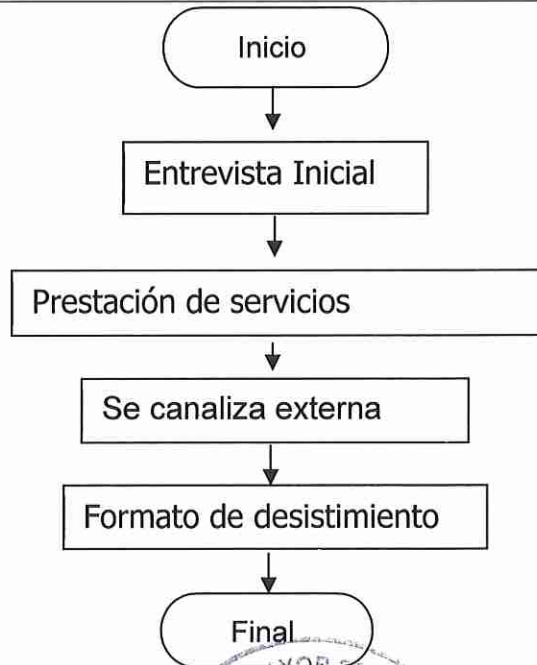 Inicio
Entrevista Inicial
Prestación de servicios
Se canaliza externa
Formato de desistimiento
Final